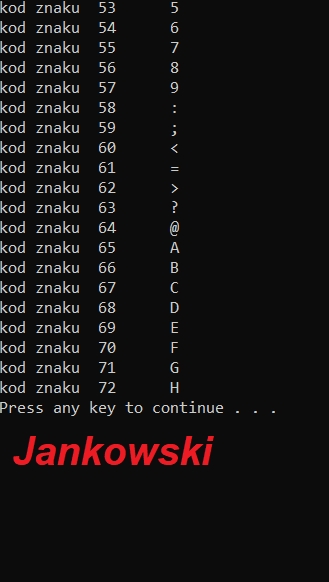 kod znaku  53      5
kod znaku  54      6
kod znaku  55      7
kod znaku  56      8
kod znaku  57      9
kod znaku  58      :
kod znaku  59      ;
kod znaku  60      <
kod znaku  61      =
kod znaku  62      >
kod znaku  63      ?
kod znaku  64      @
kod znaku  65      A
kod znaku  66      B
kod znaku  67      C
kod znaku  68      D
kod znaku  69      E
kod znaku  70      F
kod znaku  71      G
kod znaku  72      H
Press any key to continue . . .
Jankowski